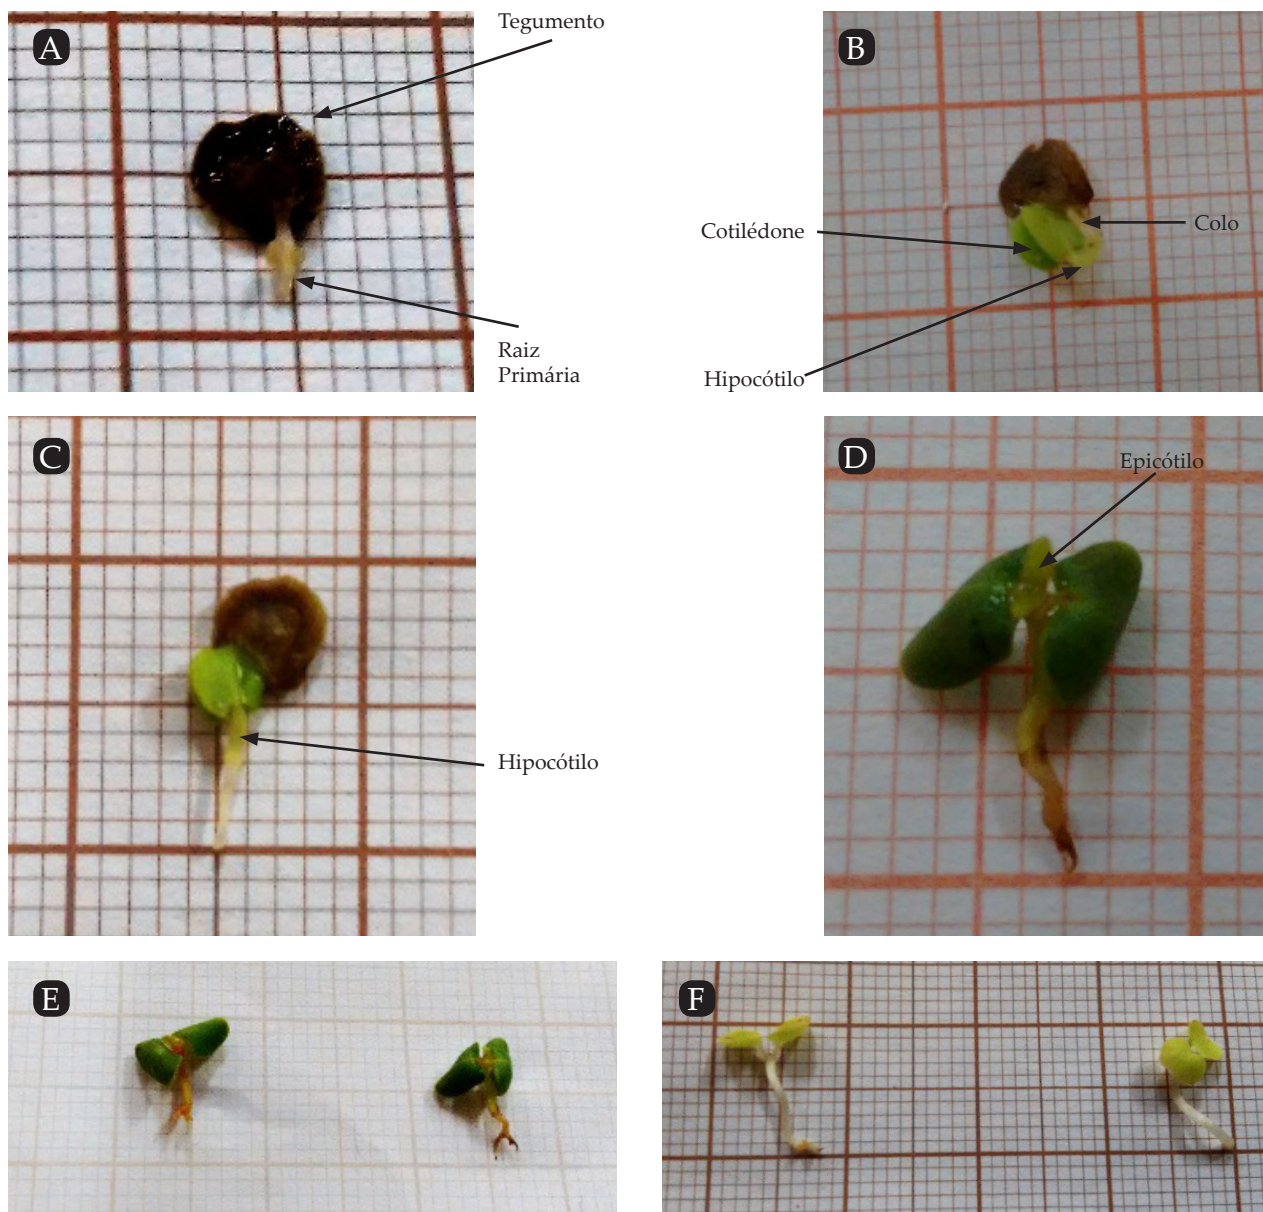 A
Tegumento
Raiz
Primária
B
Cotilédone
Colo
Hipocótilo
C
Hipocótilo
D
Epicótilo
E
F